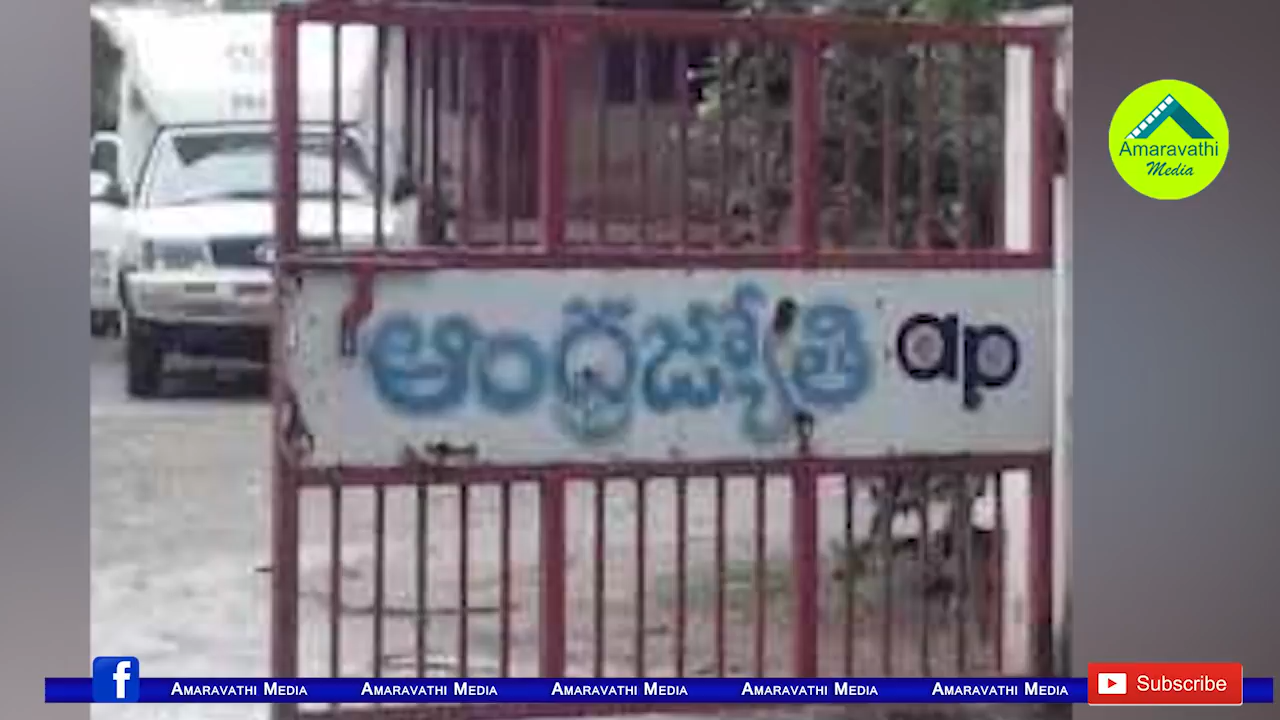 Amaravathi
Media
ఆంధ్రజ్యోతి ap
f AMARAVATHI MEDIA AMARAVATHI MEDIA AMARAVATHI MEDIA AMARAVATHI MEDIA AMARAVATHI MEDIA Subscribe